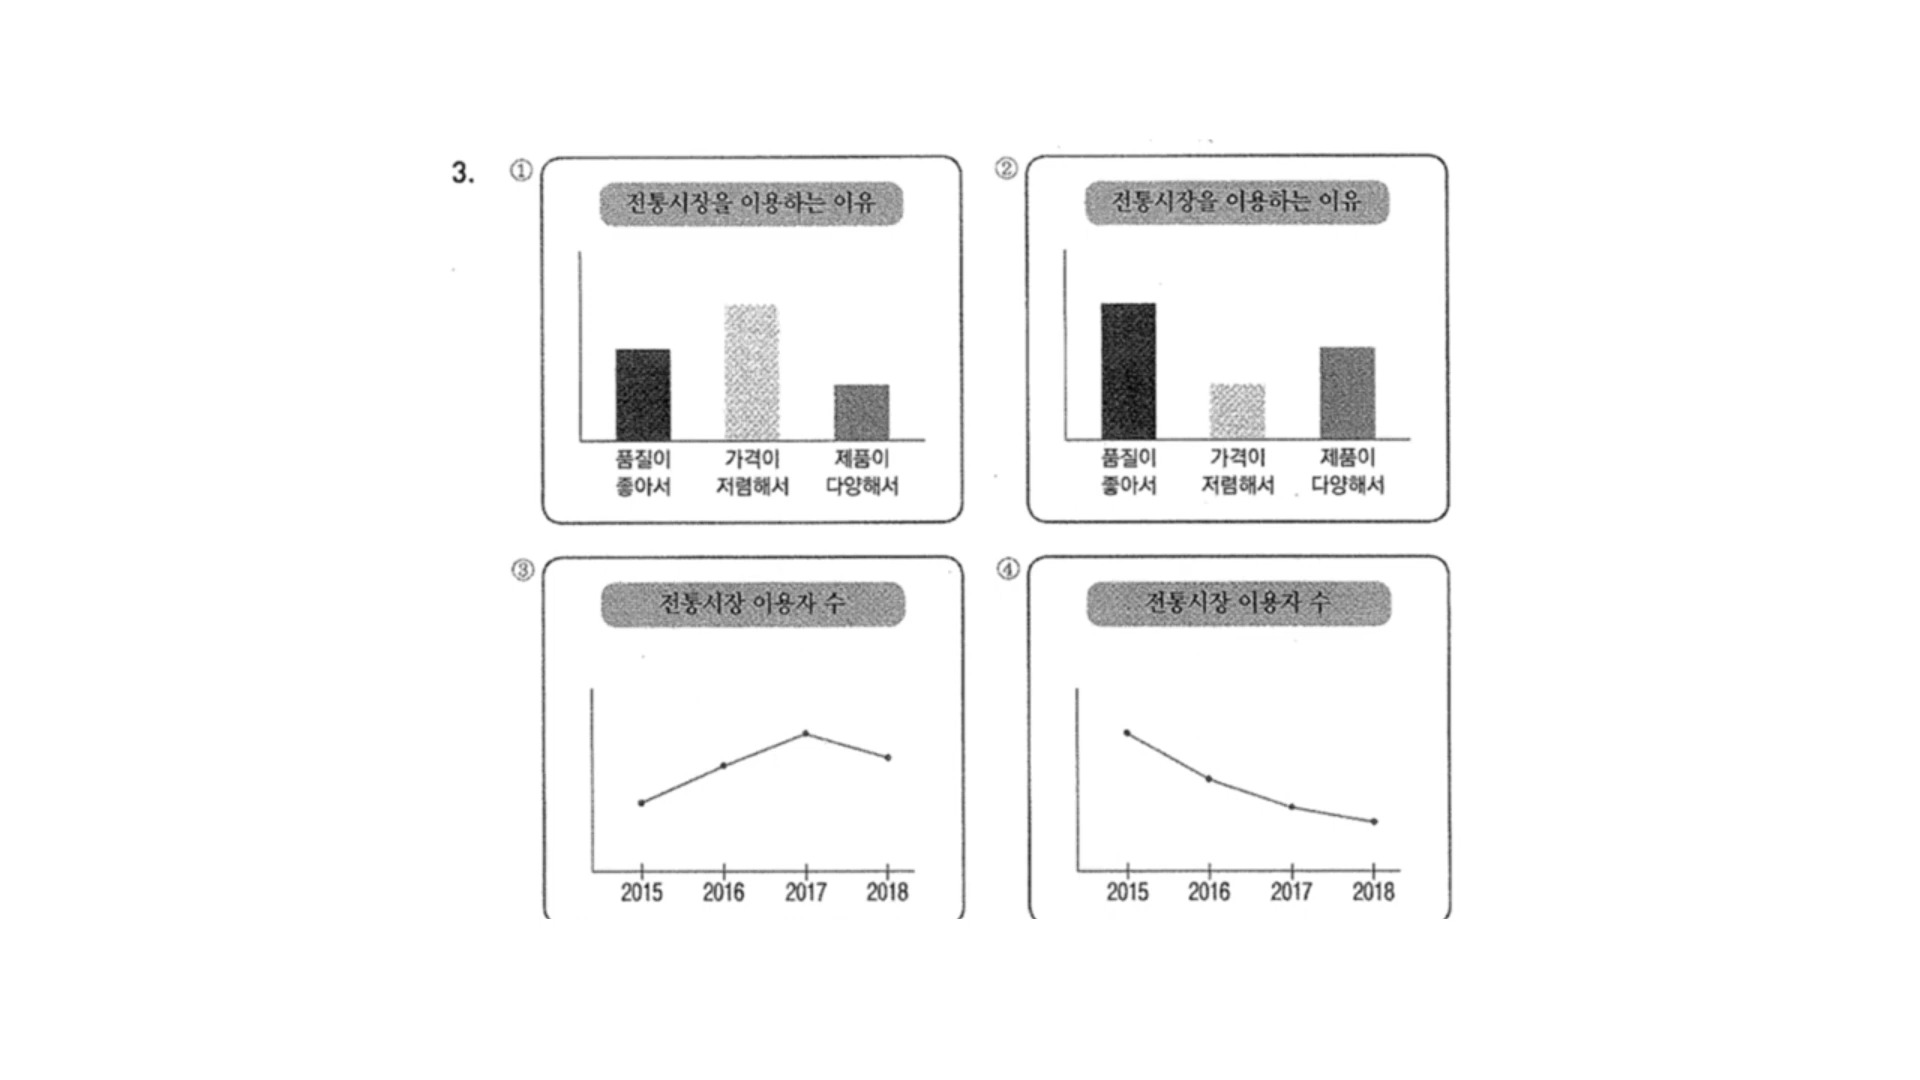 3.
①
전통시장을 이용하는 이유
품질이 가격이 제품이
좋아서 저렴해서 다양해서
②
전통시장을 이용하는 이유
품질이 가격이 제품이
좋아서 저렴해서 다양해서
③
전통시장 이용자 수
2015 2016 2017 2018
④
전통시장 이용자 수
2015 2016 2017 2018